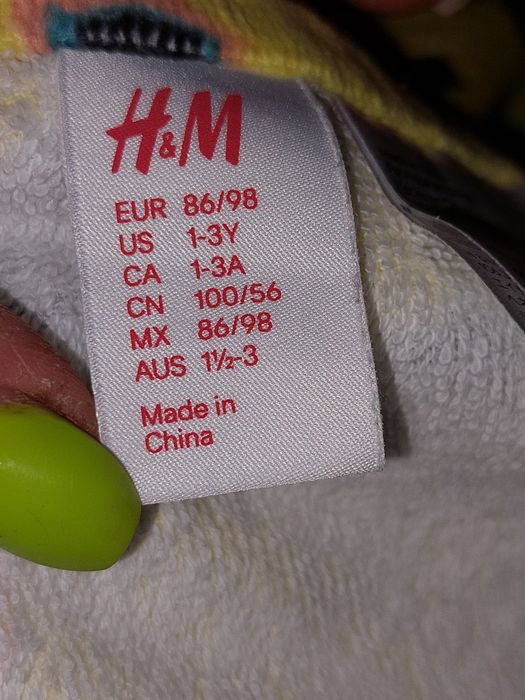 H&M
EUR 86/98
US 1-3Y
CA 1-3A
CN 100/56
MX 86/98
AUS 1½-3
Made in
China